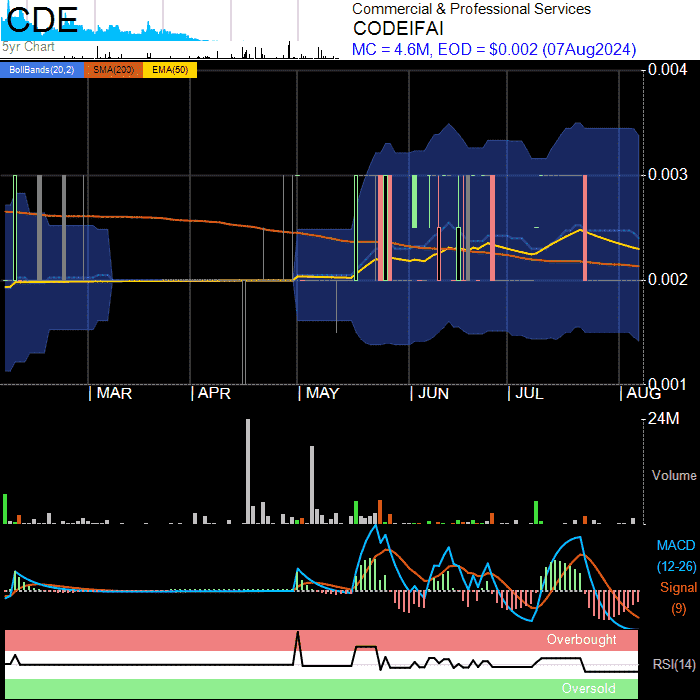 CDE
Commercial & Professional Services
CODEIFAI
5yr Chart
MC = 4.6M, EOD = $0.002 (07Aug2024)
BollBands(20,2) SMA(200) EMA(50)
0.004
0.003
0.002
0.001
MAR APR MAY JUN JUL AUG
24M
Volume
MACD
(12-26)
Signal
(9)
Overbought
RSI(14)
Oversold